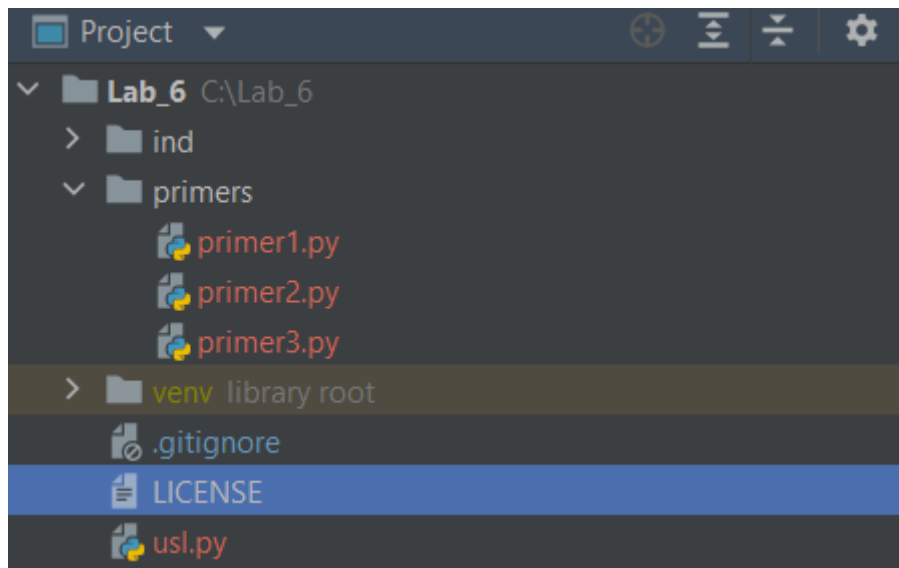 Project
Lab_6 C:\Lab_6
ind
primers
primer1.py
primer2.py
primer3.py
venv library root
.gitignore
LICENSE
usl.py